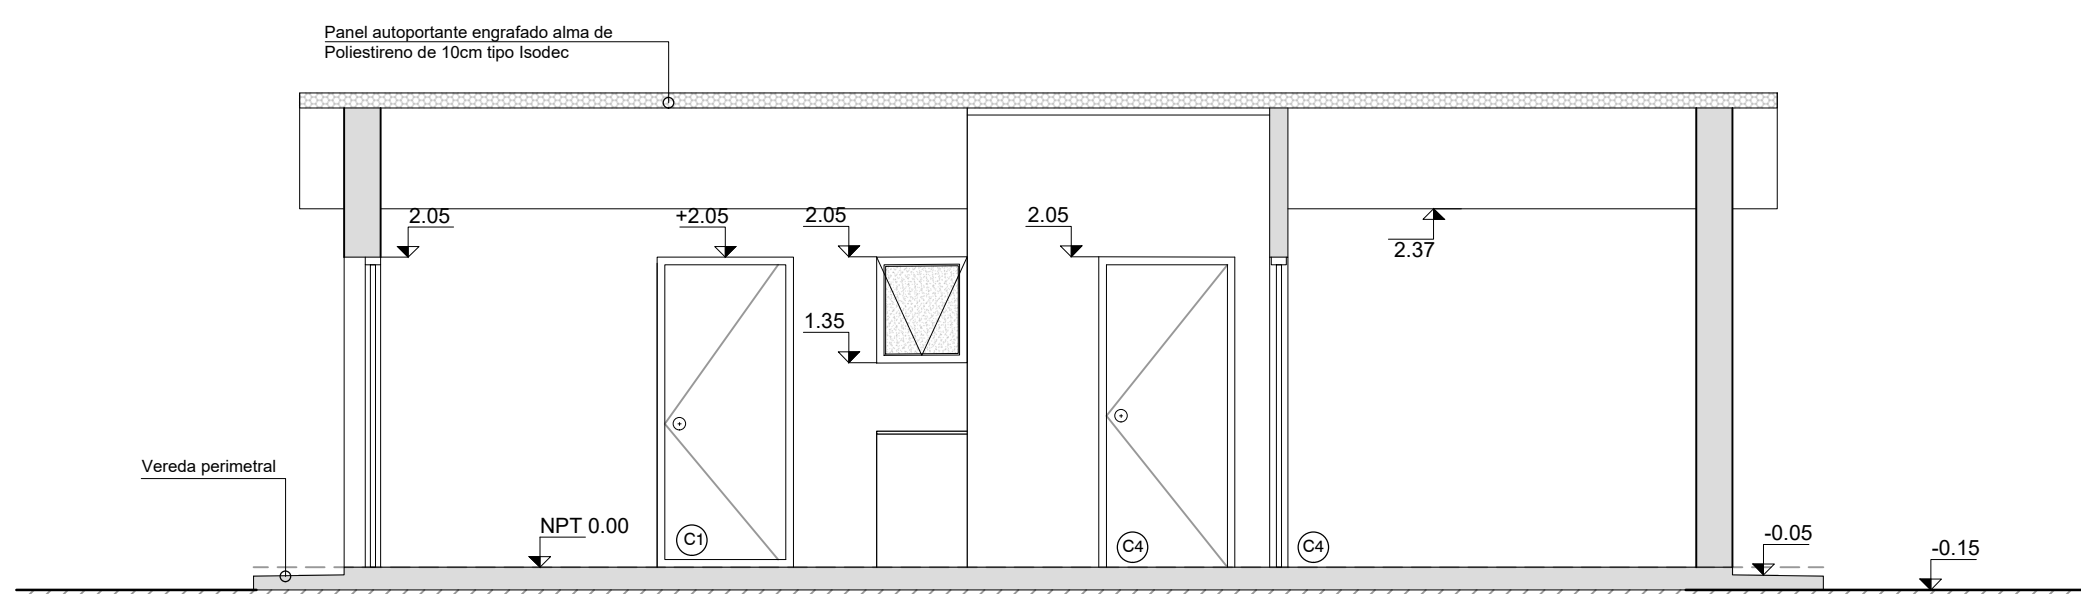 Panel autoportante engrafado alma de
Poliestireno de 10cm tipo Isodec
2.05
+2.05
2.05
2.05
2.37
1.35
Vereda perimetral
NPT 0.00
C1
C4
C4
-0.05
-0.15